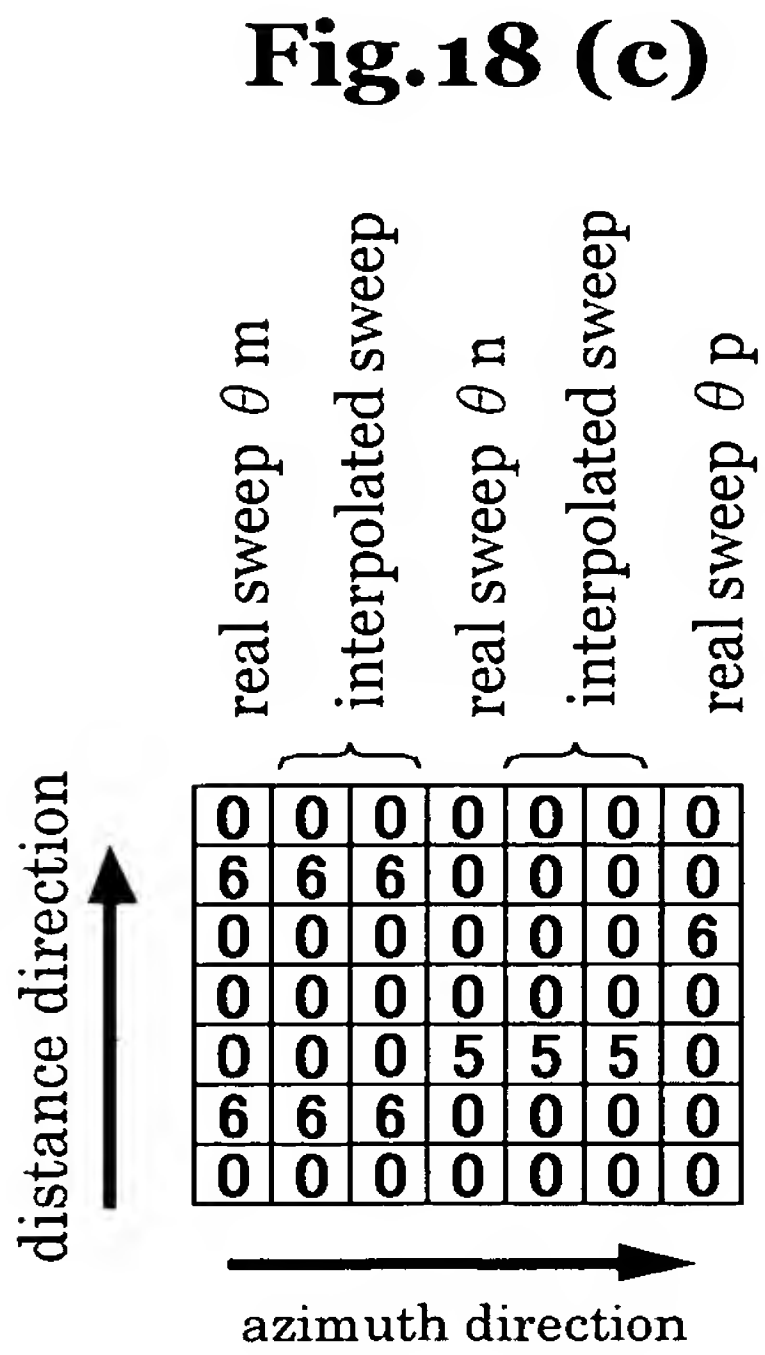 Fig.18 (c)
real sweep θ m
interpolated sweep
real sweep θ n
interpolated sweep
real sweep θ p
distance direction
0 0 0 0 0 0 0
6 6 6 0 0 0 0
0 0 0 0 0 0 6
0 0 0 0 0 0 0
0 0 0 5 5 5 0
6 6 6 0 0 0 0
0 0 0 0 0 0 0
azimuth direction